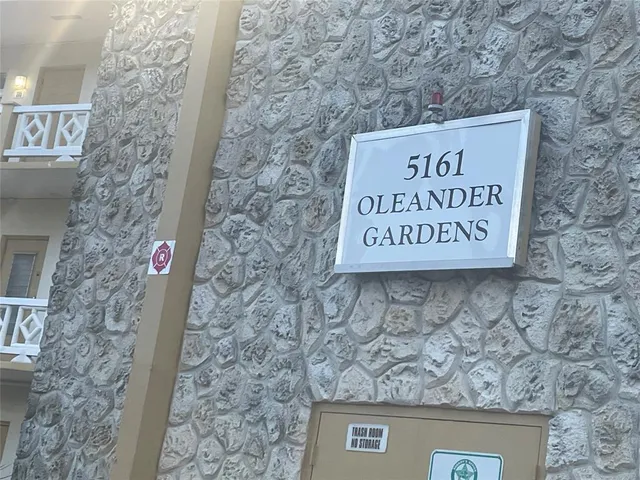 5161
OLEANDER
GARDENS
R
TRASH ROOM
NO STORAGE